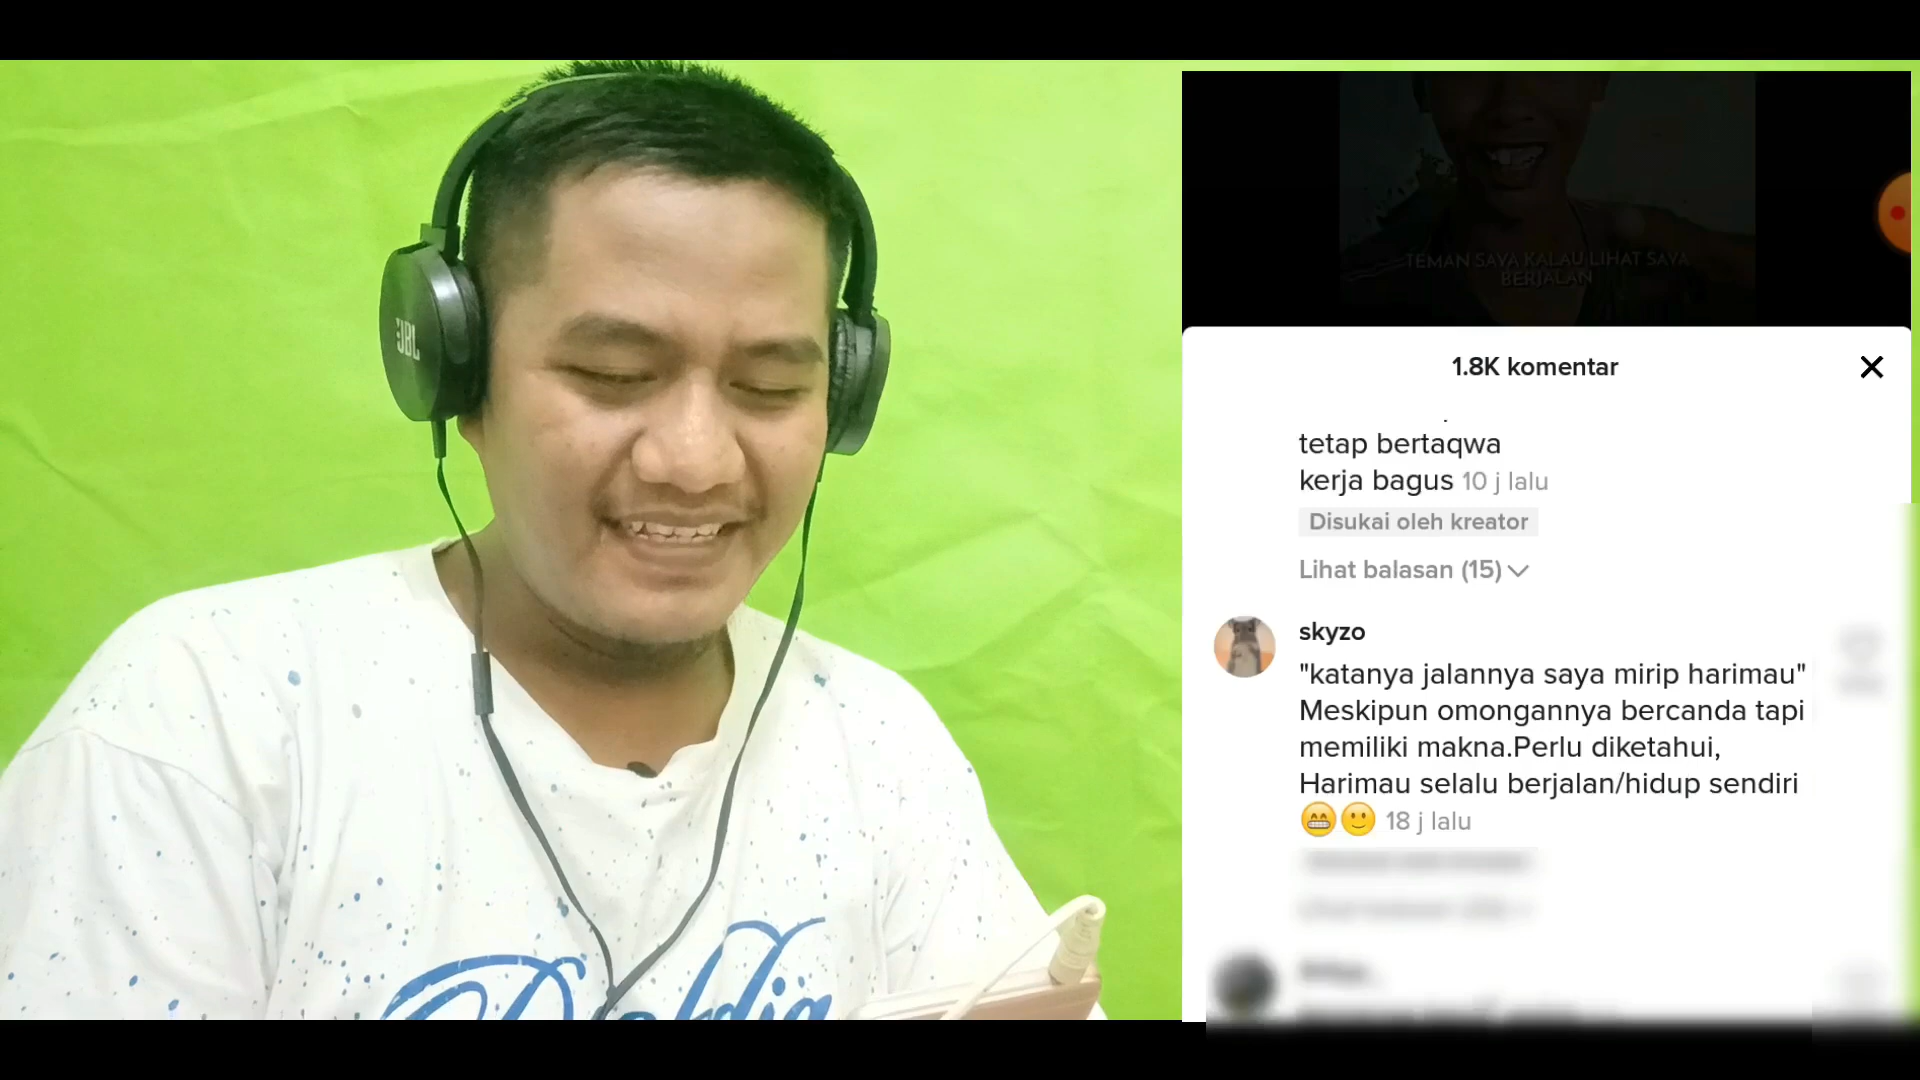 JBL
TEMAN SAYA KALAU LIHAT SAYA
BERJALAN
1.8K komentar
tetap bertaqwa
kerja bagus 10 j lalu
Disukai oleh kreator
Lihat balasan (15)
skyzo
"katanya jalannya saya mirip harimau"
Meskipun omongannya bercanda tapi
memiliki makna.Perlu diketahui,
Harimau selalu berjalan/hidup sendiri
😁🙂 18 j lalu